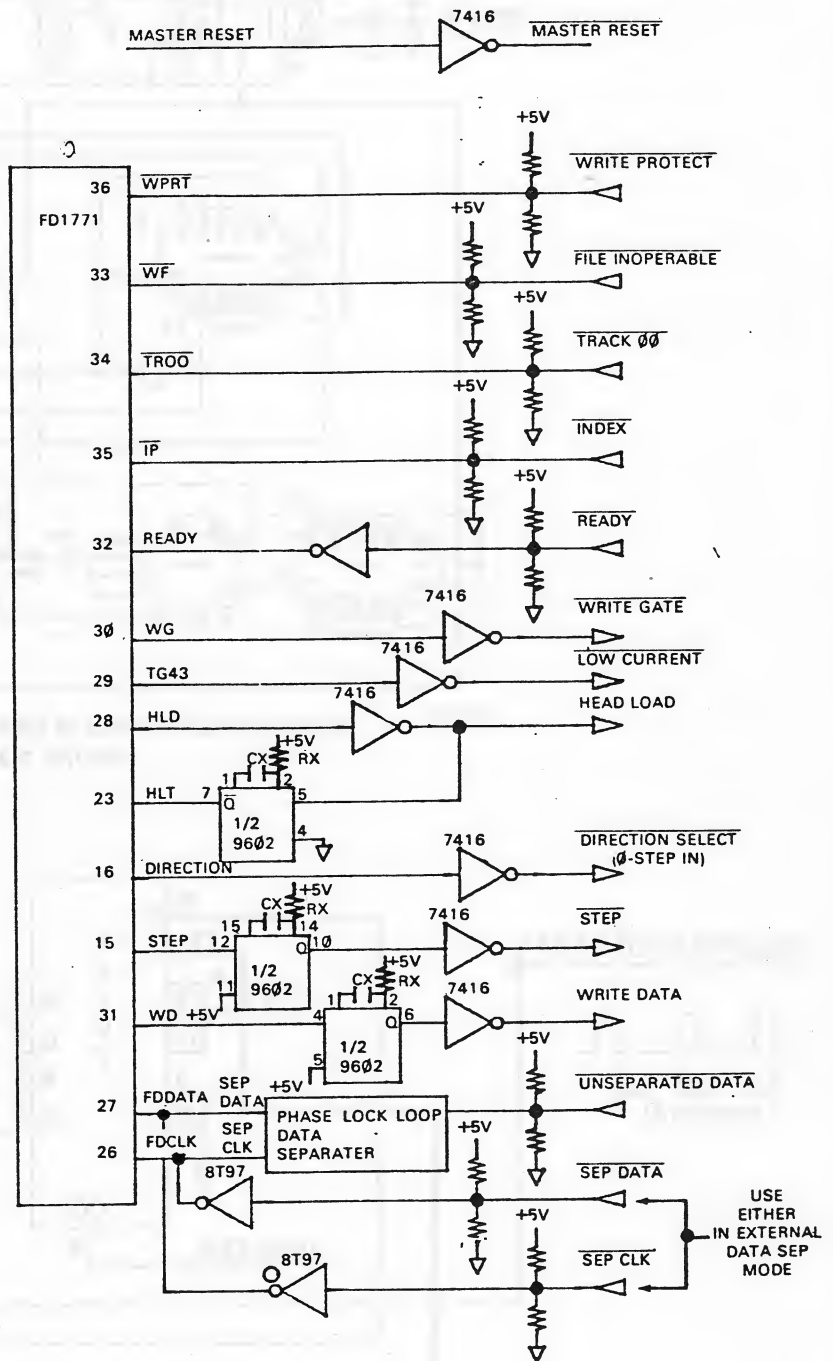 7416
MASTER RESET
MASTER RESET
FD1771
+5V
36 WPRT
WRITE PROTECT
+5V
33 WF
FILE INOPERABLE
+5V
34 TROO
TRACK ØØ
+5V
35 IP
INDEX
+5V
32 READY
READY
7416
30 WG
WRITE GATE
7416
29 TG43
LOW CURRENT
7416
28 HLD
HEAD LOAD
+5V
CX RX
1 2
23 HLT 7 Q 5
1/2
96Ø2
4
7416
16 DIRECTION
DIRECTION SELECT
(Ø-STEP IN)
+5V
CX RX
15 14
7416
15 STEP 12 Q 1Ø
STEP
1/2
96Ø2
11
+5V
+5V
CX RX
1 2
7416
31 WD 4 Q 6
WRITE DATA
1/2
96Ø2
5
+5V
+5V
27 FDDATA SEP DATA
UNSEPARATED DATA
PHASE LOCK LOOP
DATA
SEPARATER
26 FDCLK SEP CLK
+5V
8T97
SEP DATA
+5V
8T97
SEP CLK
USE
EITHER
IN EXTERNAL
DATA SEP
MODE